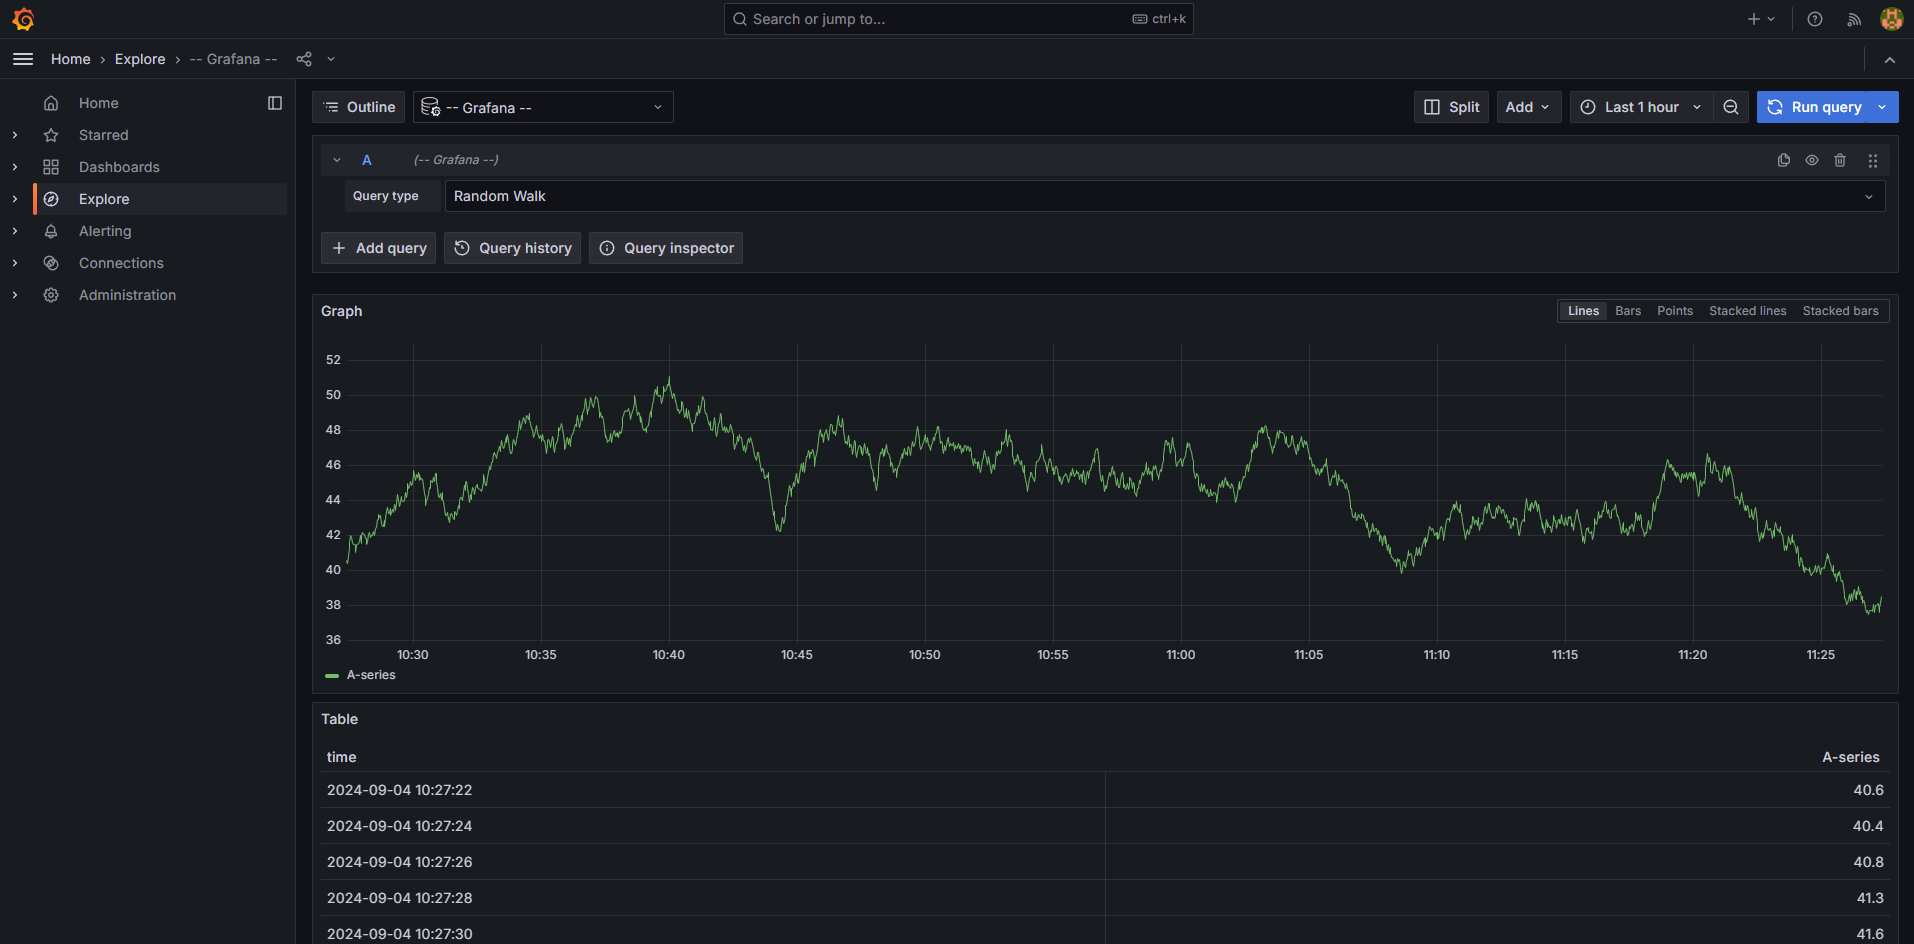 Search or jump to... ctrl+k
Home › Explore › -- Grafana --
Home
Starred
Dashboards
Explore
Alerting
Connections
Administration
Outline -- Grafana -- Split Add Last 1 hour Run query
A (-- Grafana --)
Query type Random Walk
Add query Query history Query inspector
Graph Lines Bars Points Stacked lines Stacked bars
52
50
48
46
44
42
40
38
36
10:30 10:35 10:40 10:45 10:50 10:55 11:00 11:05 11:10 11:15 11:20 11:25
A-series
Table
time A-series
2024-09-04 10:27:22 40.6
2024-09-04 10:27:24 40.4
2024-09-04 10:27:26 40.8
2024-09-04 10:27:28 41.3
2024-09-04 10:27:30 41.6